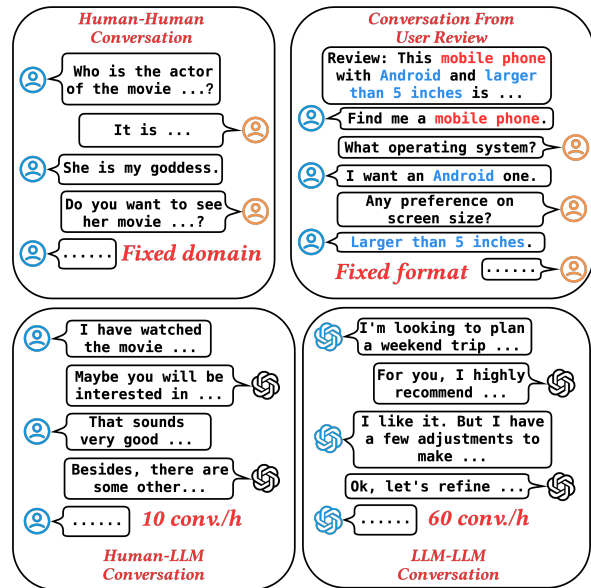 Human-Human
Conversation
Who is the actor
of the movie ...?
It is ...
She is my goddess.
Do you want to see
her movie ...?
......
Fixed domain
Conversation From
User Review
Review: This mobile phone
with Android and larger
than 5 inches is ...
Find me a mobile phone.
What operating system?
I want an Android one.
Any preference on
screen size?
Larger than 5 inches.
Fixed format
......
I have watched
the movie ...
Maybe you will be
interested in ...
That sounds
very good ...
Besides, there are
some other...
......
10 conv./h
Human-LLM
Conversation
I'm looking to plan
a weekend trip ...
For you, I highly
recommend ...
I like it. But I have
a few adjustments to
make ...
Ok, let's refine ...
......
60 conv./h
LLM-LLM
Conversation